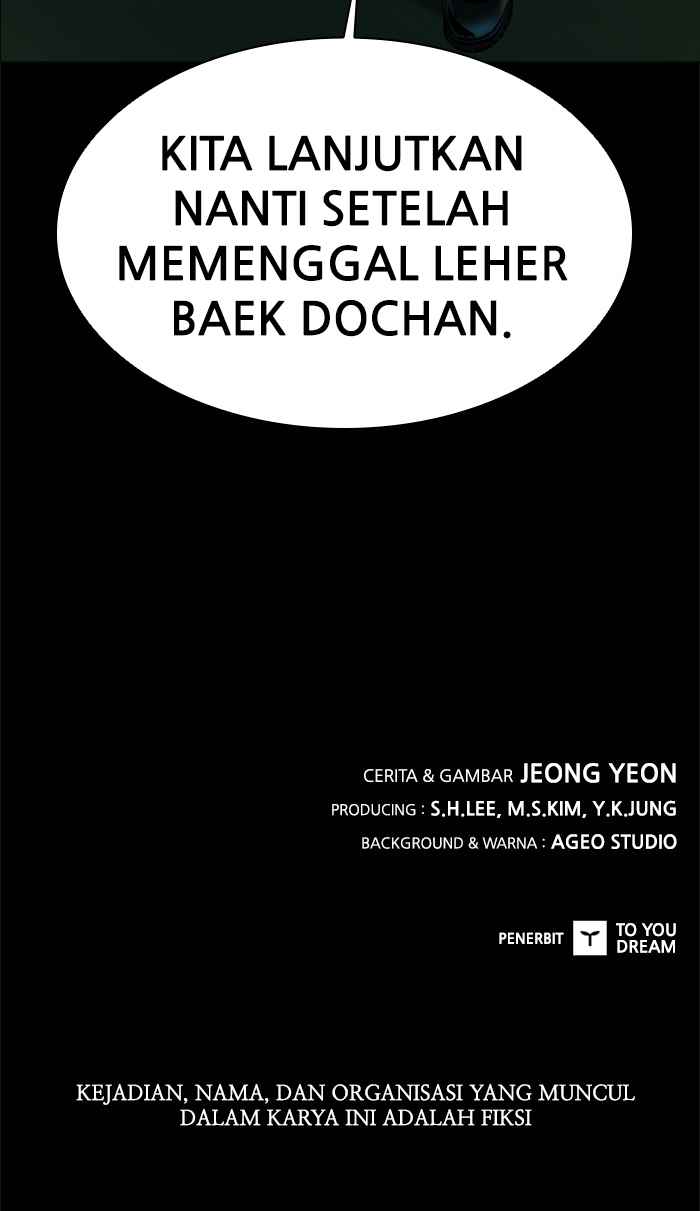 KITA LANJUTKAN
NANTI SETELAH
MEMENGGAL LEHER
BAEK DOCHAN.
CERITA & GAMBAR JEONG YEON
PRODUCING : S.H.LEE, M.S.KIM, Y.K.JUNG
BACKGROUND & WARNA : AGEO STUDIO
PENERBIT TO YOU
DREAM
KEJADIAN, NAMA, DAN ORGANISASI YANG MUNCUL
DALAM KARYA INI ADALAH FIKSI